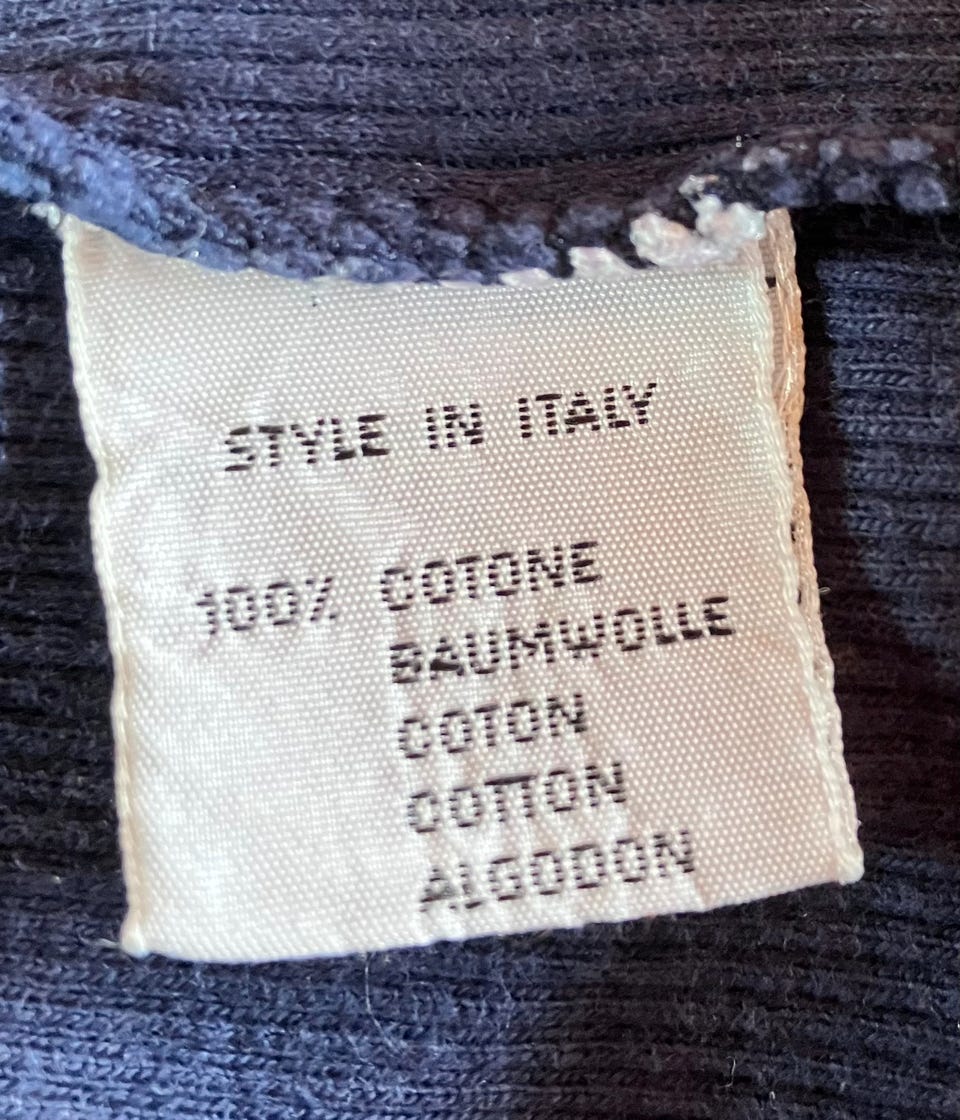 STYLE IN ITALY
100% COTONE
BAUMWOLLE
COTON
COTTON
ALGODON